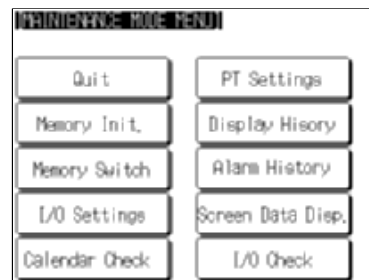 [MAINTENANCE MODE MENU]
Quit
PT Settings
Memory Init.
Display Hisory
Memory Switch
Alarm History
I/O Settings
Screen Data Disp.
Calendar Check
I/O Check